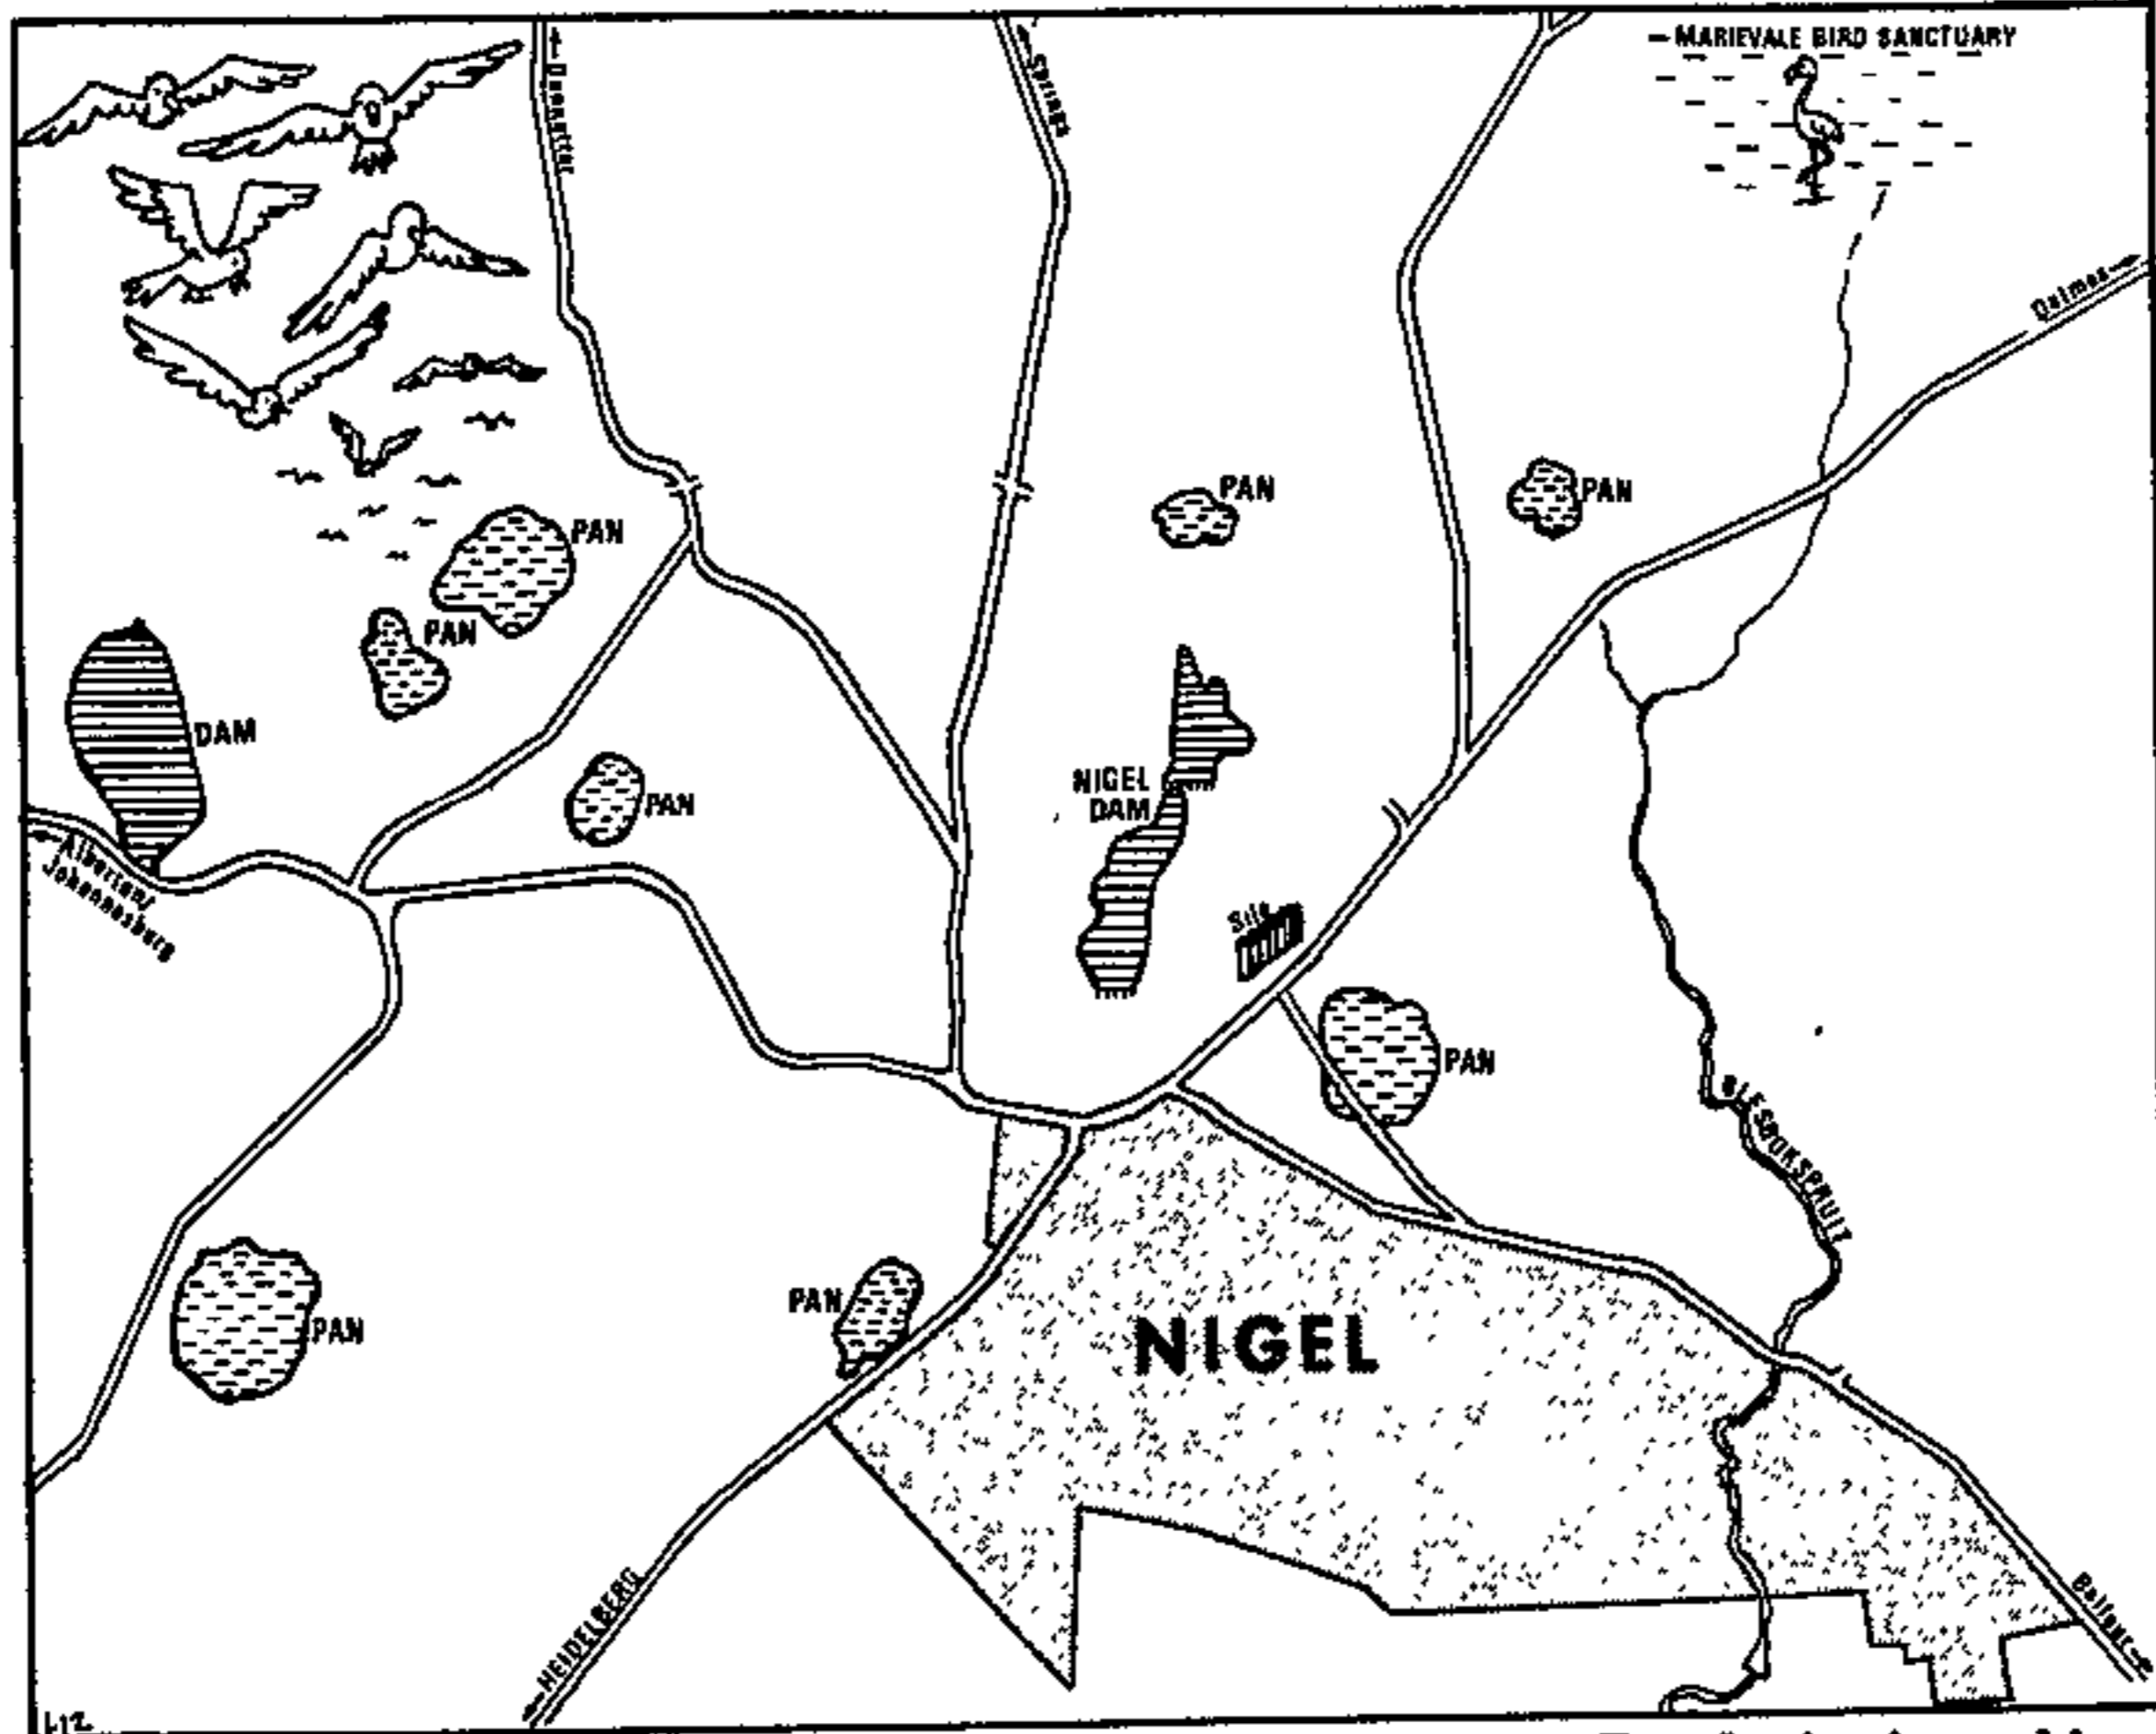 MARIEVALE BIRD SANCTUARY
Dunnottar
Springs
Delmas
PAN
PAN
PAN
PAN
DAM
PAN
NIGEL
DAM
Alberton/
Johannesburg
Silo
PAN
BLESBOKSPRUIT
PAN
PAN
NIGEL
HEIDELBERG
Balfour